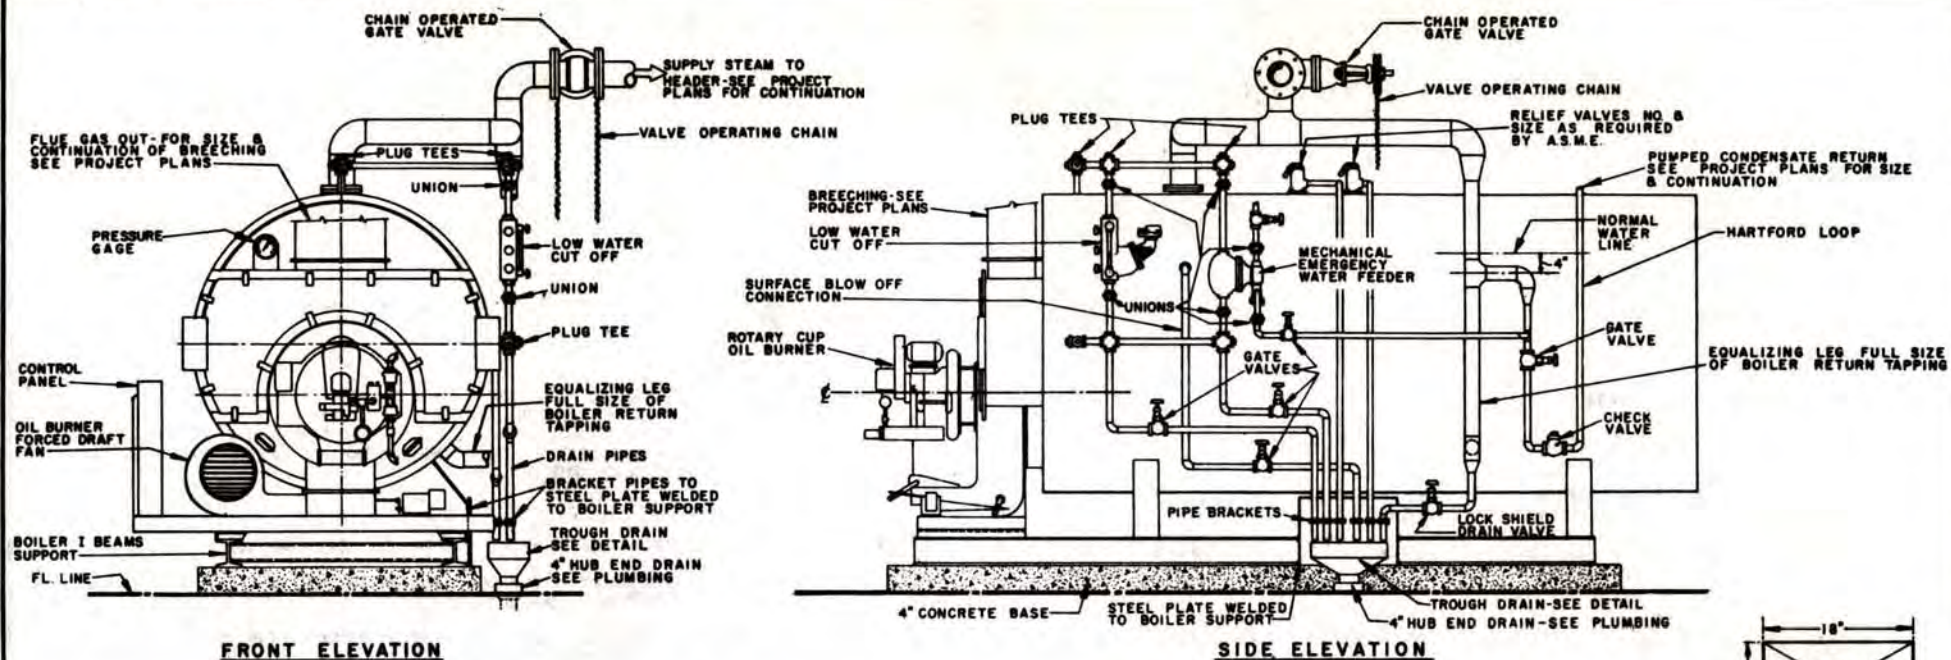 CHAIN OPERATED
GATE VALVE
SUPPLY STEAM TO
HEADER-SEE PROJECT
PLANS FOR CONTINUATION
VALVE OPERATING CHAIN
FLUE GAS OUT-FOR SIZE &
CONTINUATION OF BREECHING
SEE PROJECT PLANS
PLUG TEES
UNION
PRESSURE
GAGE
LOW WATER
CUT OFF
UNION
PLUG TEE
CONTROL
PANEL
EQUALIZING LEG
FULL SIZE OF
BOILER RETURN
TAPPING
OIL BURNER
FORCED DRAFT
FAN
DRAIN PIPES
BRACKET PIPES TO
STEEL PLATE WELDED
TO BOILER SUPPORT
BOILER I BEAMS
SUPPORT
TROUGH DRAIN
SEE DETAIL
4" HUB END DRAIN
SEE PLUMBING
FL. LINE
FRONT ELEVATION
CHAIN OPERATED
GATE VALVE
VALVE OPERATING CHAIN
PLUG TEES
RELIEF VALVES NO. &
SIZE AS REQUIRED
BY A.S.M.E.
PUMPED CONDENSATE RETURN
SEE PROJECT PLANS FOR SIZE
& CONTINUATION
BREECHING-SEE
PROJECT PLANS
NORMAL
WATER
LINE
HARTFORD LOOP
LOW WATER
CUT OFF
MECHANICAL
EMERGENCY
WATER FEEDER
4"
SURFACE BLOW OFF
CONNECTION
UNIONS
ROTARY CUP
OIL BURNER
GATE
VALVE
GATE
VALVES
EQUALIZING LEG FULL SIZE
OF BOILER RETURN TAPPING
℄
CHECK
VALVE
PIPE BRACKETS
LOCK SHIELD
DRAIN VALVE
4" CONCRETE BASE
STEEL PLATE WELDED
TO BOILER SUPPORT
TROUGH DRAIN-SEE DETAIL
4" HUB END DRAIN-SEE PLUMBING
SIDE ELEVATION
18"